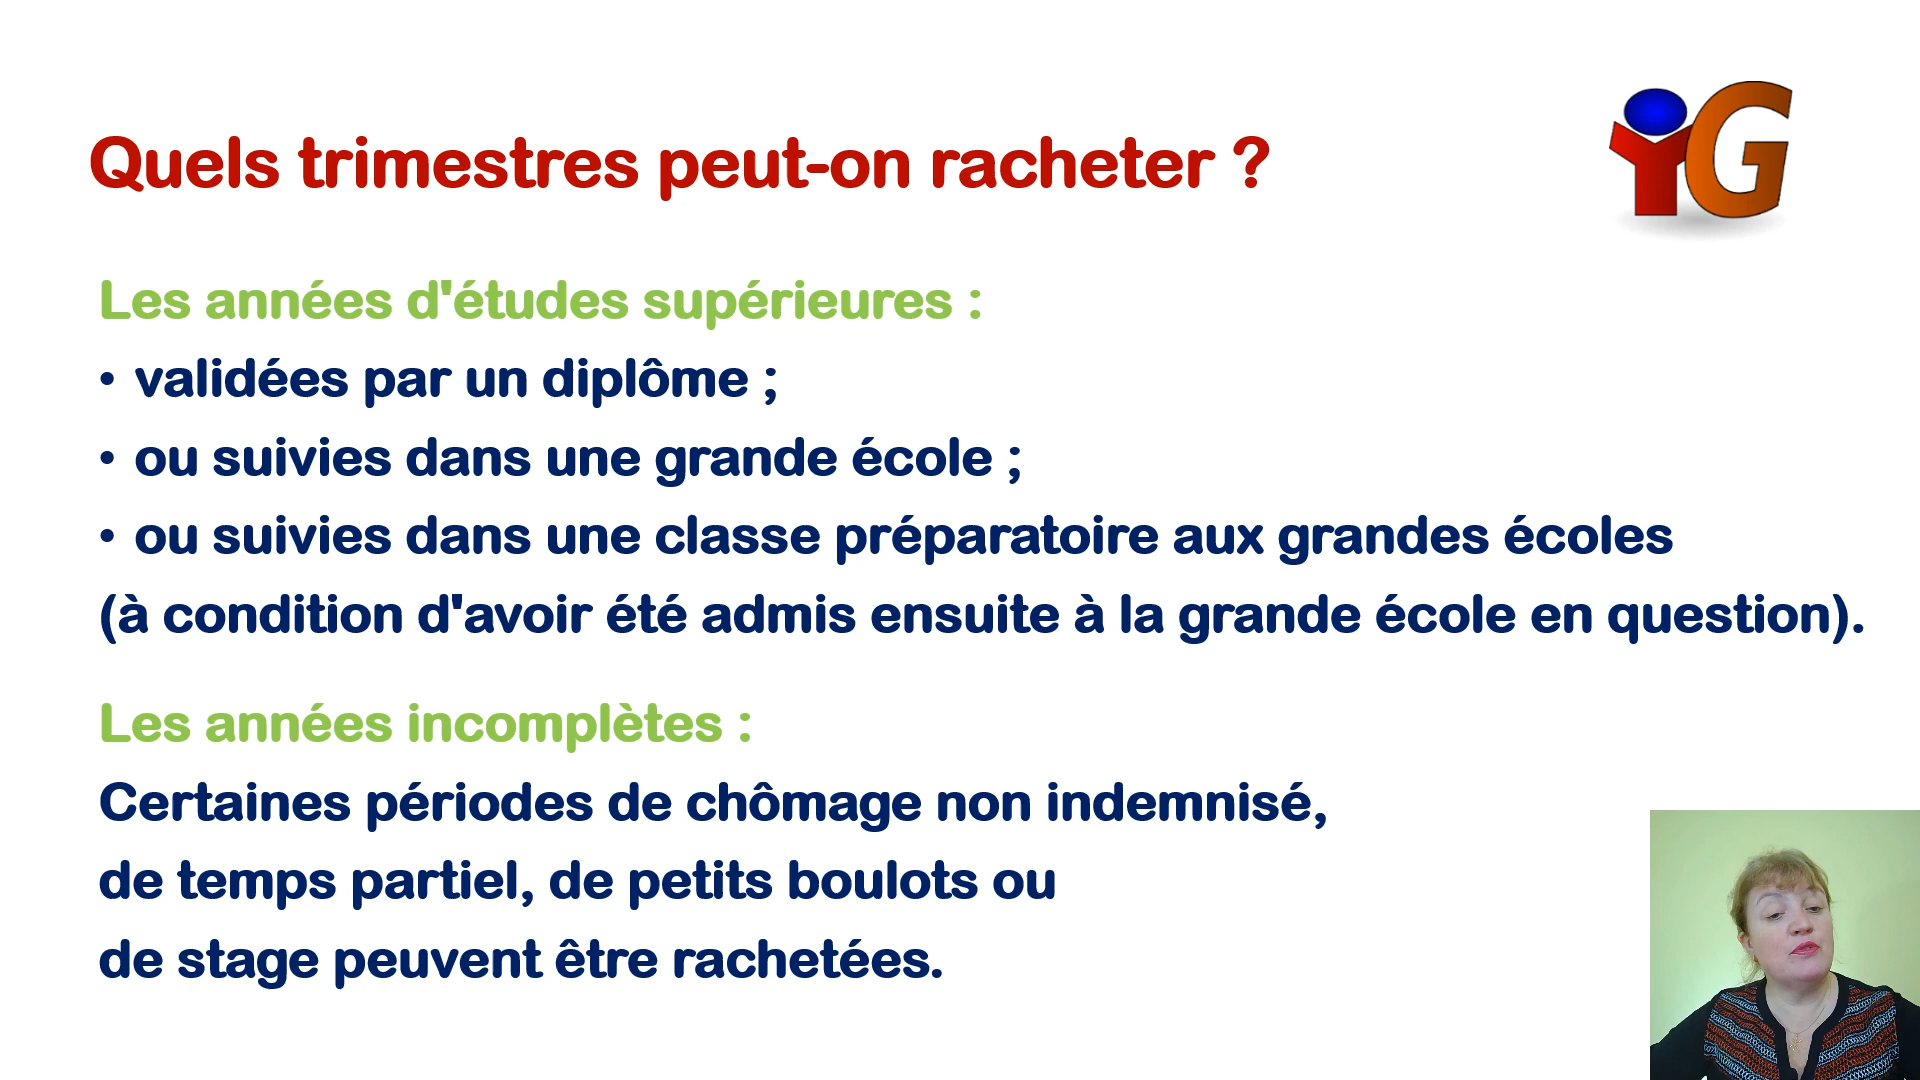 Quels trimestres peut-on racheter ?
iG
Les années d'études supérieures :
• validées par un diplôme ;
• ou suivies dans une grande école ;
• ou suivies dans une classe préparatoire aux grandes écoles
(à condition d'avoir été admis ensuite à la grande école en question).
Les années incomplètes :
Certaines périodes de chômage non indemnisé,
de temps partiel, de petits boulots ou
de stage peuvent être rachetées.